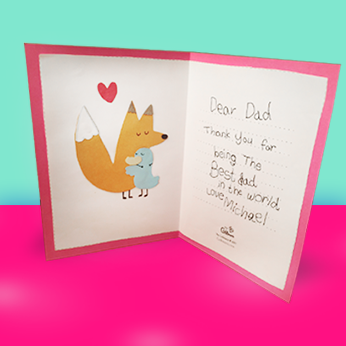 Dear Dad
Thank You for
being The
Best dad
in the world
Love Michael